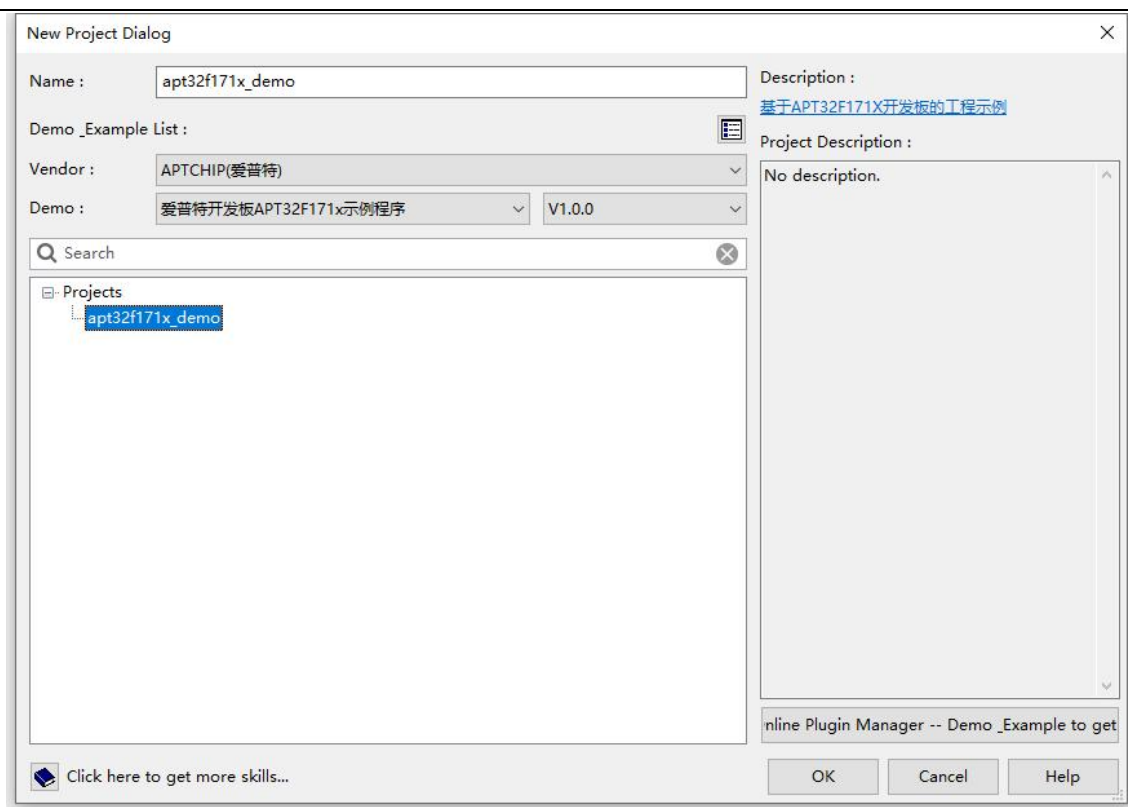 New Project Dialog
Name :
apt32f171x_demo
Demo _Example List :
Vendor :
APTCHIP(爱普特)
Demo :
爱普特开发板APT32F171x示例程序
V1.0.0
Search
Projects
apt32f171x_demo
Click here to get more skills...
Description :
基于APT32F171X开发板的工程示例
Project Description :
No description.
nline Plugin Manager -- Demo _Example to get
OK
Cancel
Help